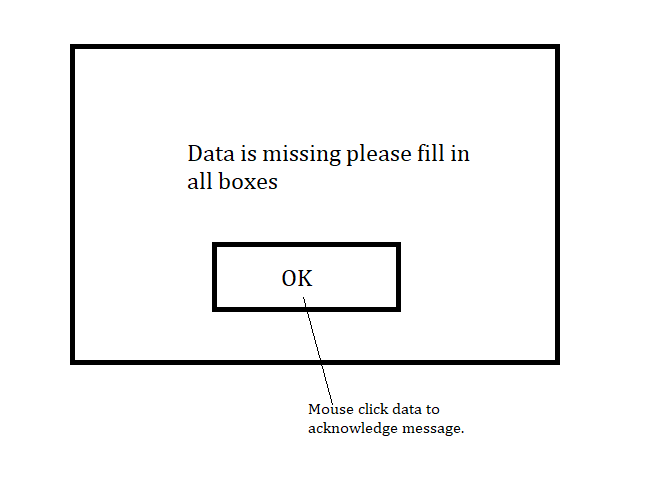 Data is missing please fill in
all boxes
OK
Mouse click data to
acknowledge message.